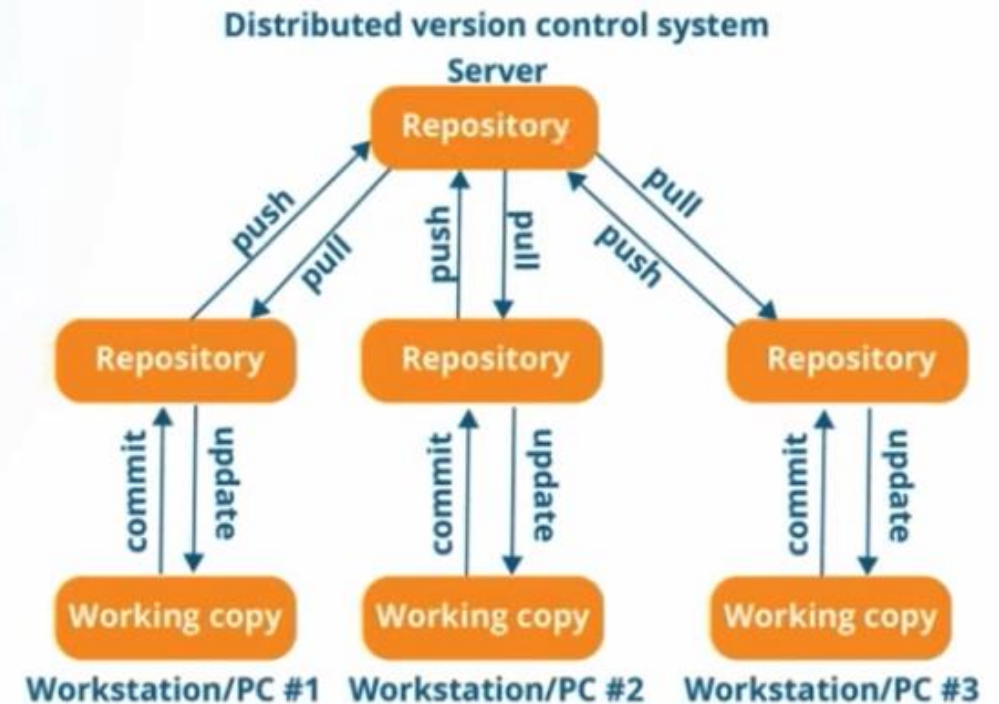 Distributed version control system
Server
Repository
push
pull
push
pull
push
pull
Repository
Repository
Repository
commit
update
commit
update
commit
update
Working copy
Working copy
Working copy
Workstation/PC #1
Workstation/PC #2
Workstation/PC #3